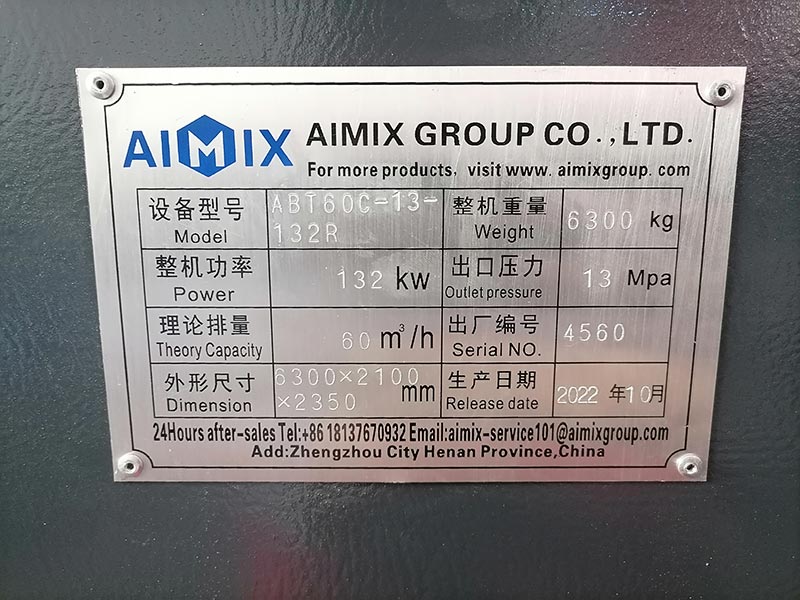 AIMIX AIMIX GROUP CO.,LTD.
For more products, visit www.aimixgroup.com
设备型号 ABT60C-13- 整机重量 6300 kg
Model 132R Weight
整机功率 132 kw 出口压力 13 Mpa
Power Outlet pressure
理论排量 60 m³/h 出厂编号 4560
Theory Capacity Serial NO.
外形尺寸 6300×2100 mm 生产日期 2022 年10月
Dimension ×2350 Release date
24Hours after-sales Tel:+86 18137670932 Email:aimix-service101@aimixgroup.com
Add:Zhengzhou City Henan Province,China